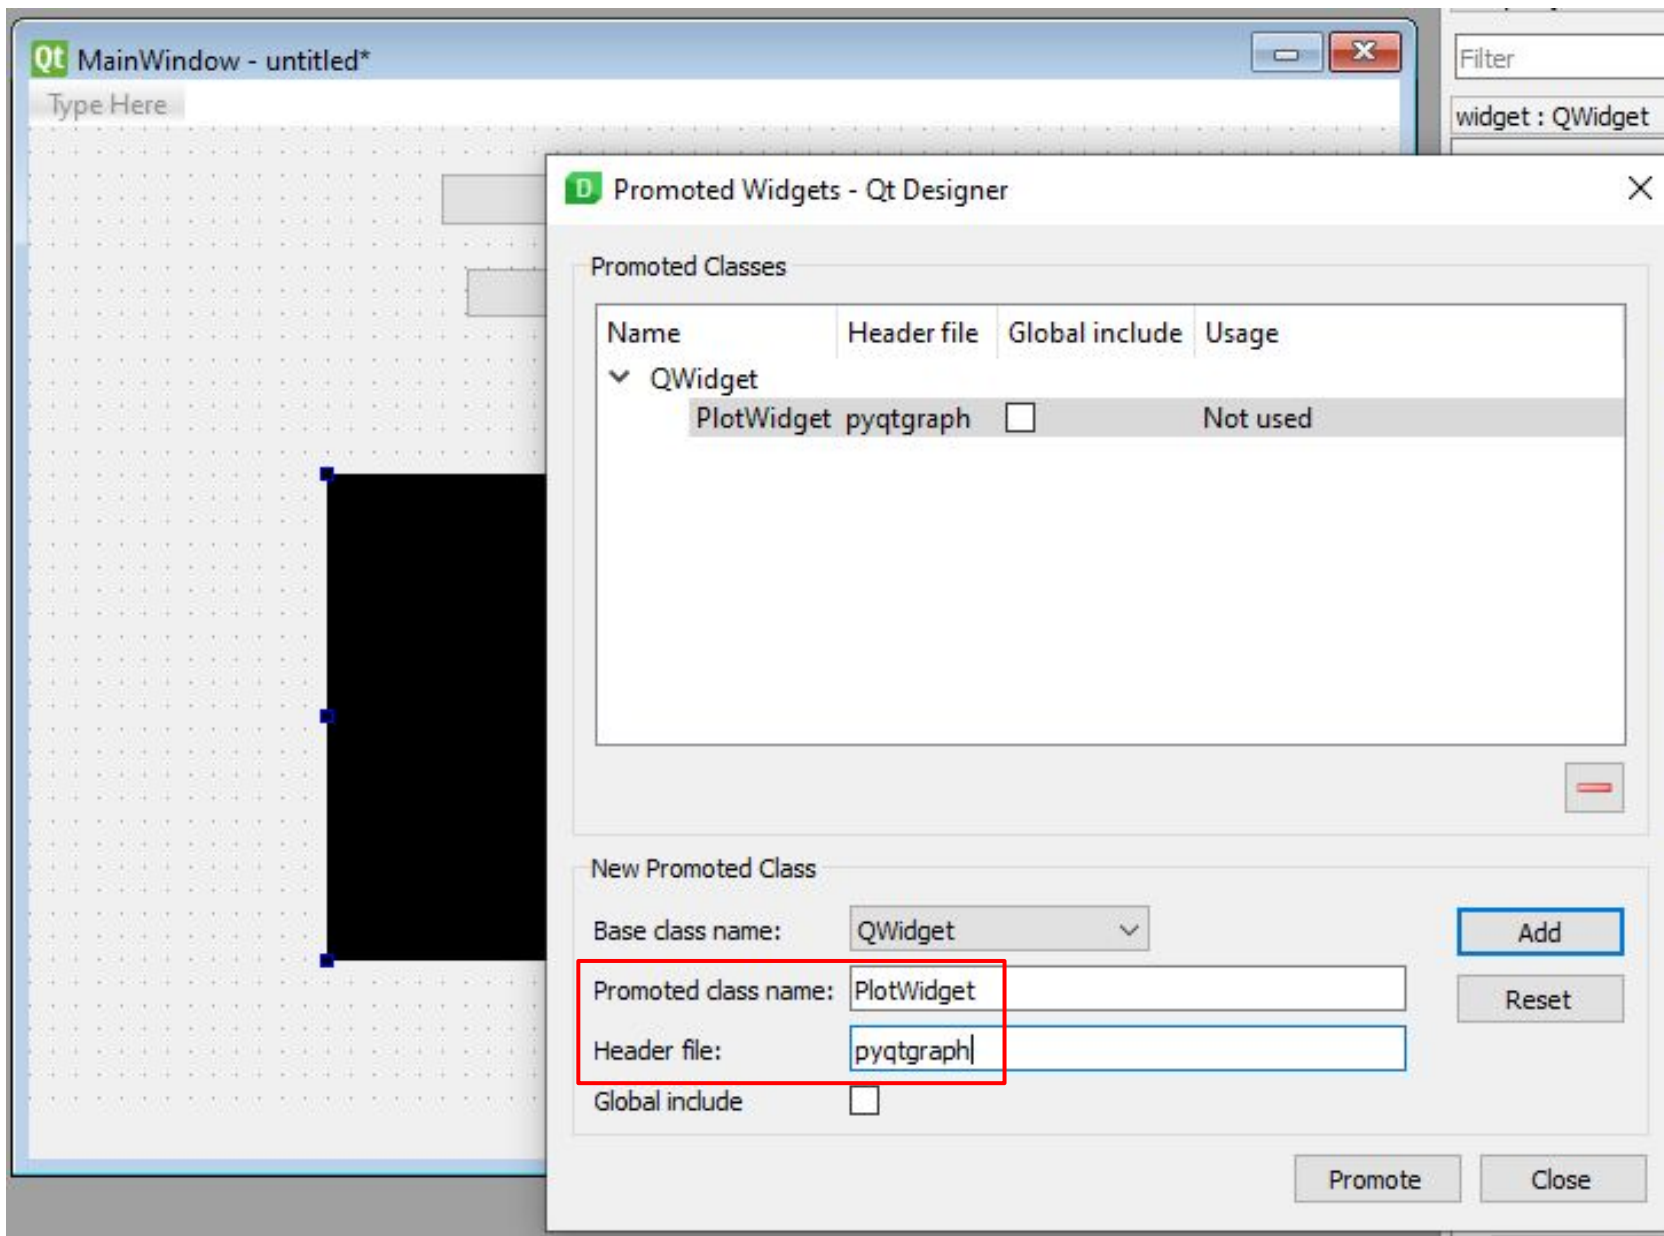 Qt MainWindow - untitled*
Filter
Type Here
widget : QWidget
D Promoted Widgets - Qt Designer
Promoted Classes
Name Header file Global include Usage
QWidget
PlotWidget pyqtgraph Not used
New Promoted Class
Base class name: QWidget
Add
Promoted class name: PlotWidget
Reset
Header file: pyqtgraph
Global include
Promote Close